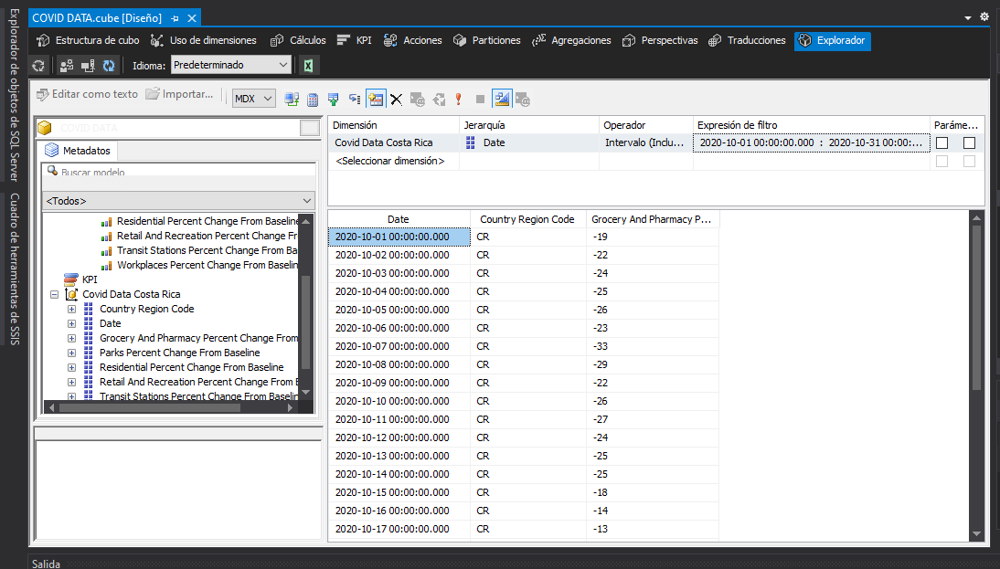 Explorador de objetos de SQL Server
Cuadro de herramientas de SSIS
COVID DATA.cube [Diseño]
Estructura de cubo Uso de dimensiones Cálculos KPI Acciones Particiones Agregaciones Perspectivas Traducciones Explorador
Idioma: Predeterminado
Editar como texto Importar... MDX
COVID DATA
Metadatos
Buscar modelo
<Todos>
Residential Percent Change From Baseline
Retail And Recreation Percent Change Fr
Transit Stations Percent Change From Ba
Workplaces Percent Change From Baselin
KPI
Covid Data Costa Rica
Country Region Code
Date
Grocery And Pharmacy Percent Change From
Parks Percent Change From Baseline
Residential Percent Change From Baseline
Retail And Recreation Percent Change From B
Transit Stations Percent Change From Baselin
Dimensión Jerarquía Operador Expresión de filtro Paráme...
Covid Data Costa Rica Date Intervalo (Inclu... 2020-10-01 00:00:00.000 : 2020-10-31 00:00:...
<Seleccionar dimensión>
Date Country Region Code Grocery And Pharmacy P...
2020-10-01 00:00:00.000 CR -19
2020-10-02 00:00:00.000 CR -22
2020-10-03 00:00:00.000 CR -24
2020-10-04 00:00:00.000 CR -25
2020-10-05 00:00:00.000 CR -26
2020-10-06 00:00:00.000 CR -23
2020-10-07 00:00:00.000 CR -33
2020-10-08 00:00:00.000 CR -29
2020-10-09 00:00:00.000 CR -22
2020-10-10 00:00:00.000 CR -26
2020-10-11 00:00:00.000 CR -27
2020-10-12 00:00:00.000 CR -24
2020-10-13 00:00:00.000 CR -25
2020-10-14 00:00:00.000 CR -25
2020-10-15 00:00:00.000 CR -18
2020-10-16 00:00:00.000 CR -14
2020-10-17 00:00:00.000 CR -13
Salida